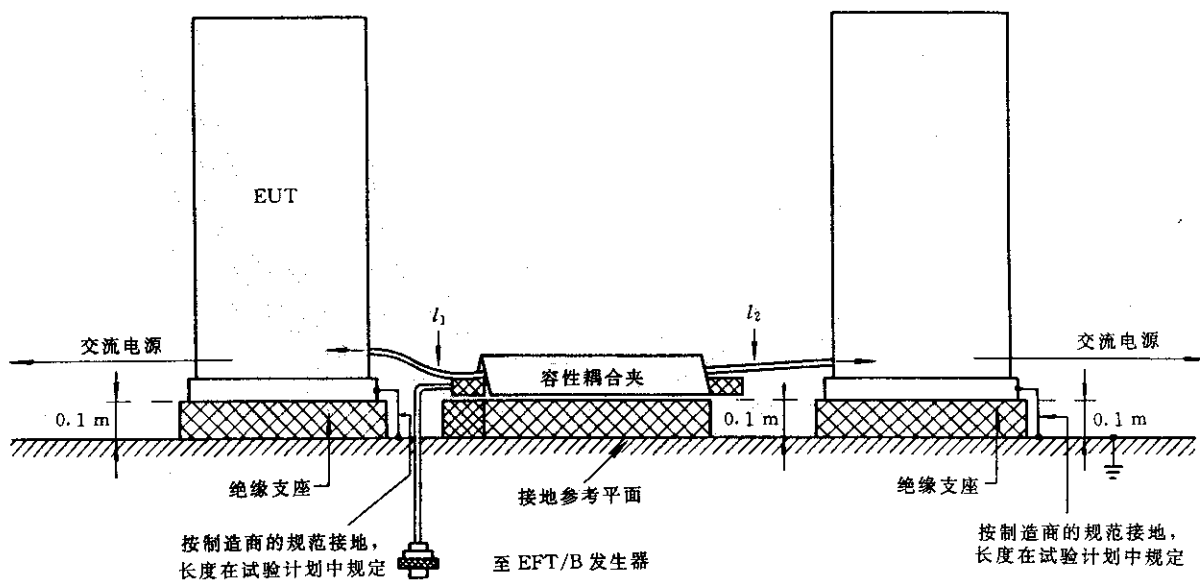 EUT
l₁
l₂
交流电源
交流电源
容性耦合夹
0.1 m
0.1 m
0.1 m
绝缘支座
接地参考平面
绝缘支座
按制造商的规范接地，
长度在试验计划中规定
至 EFT/B 发生器
按制造商的规范接地，
长度在试验计划中规定